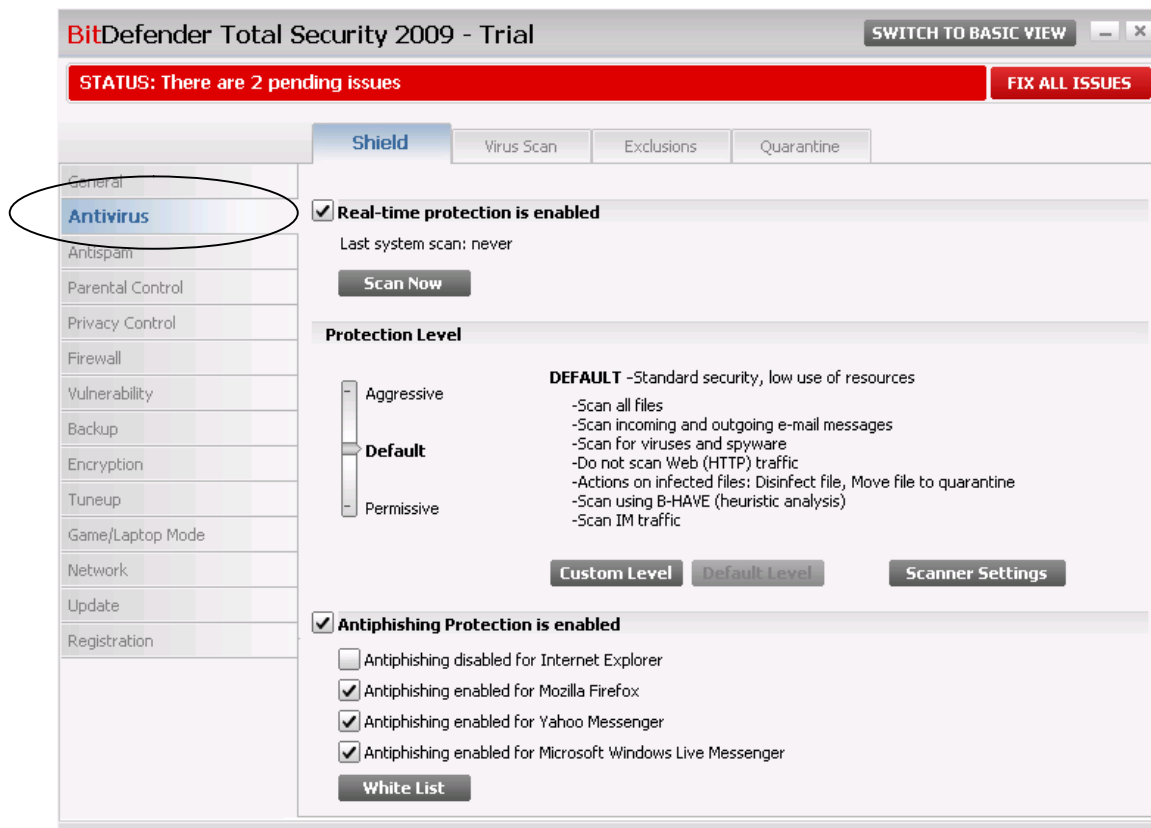 BitDefender Total Security 2009 - Trial
SWITCH TO BASIC VIEW
STATUS: There are 2 pending issues
FIX ALL ISSUES
Shield
Virus Scan
Exclusions
Quarantine
General
Antivirus
Antispam
Parental Control
Privacy Control
Firewall
Vulnerability
Backup
Encryption
Tuneup
Game/Laptop Mode
Network
Update
Registration
Real-time protection is enabled
Last system scan: never
Scan Now
Protection Level
Aggressive
Default
Permissive
DEFAULT -Standard security, low use of resources
-Scan all files
-Scan incoming and outgoing e-mail messages
-Scan for viruses and spyware
-Do not scan Web (HTTP) traffic
-Actions on infected files: Disinfect file, Move file to quarantine
-Scan using B-HAVE (heuristic analysis)
-Scan IM traffic
Custom Level
Default Level
Scanner Settings
Antiphishing Protection is enabled
Antiphishing disabled for Internet Explorer
Antiphishing enabled for Mozilla Firefox
Antiphishing enabled for Yahoo Messenger
Antiphishing enabled for Microsoft Windows Live Messenger
White List